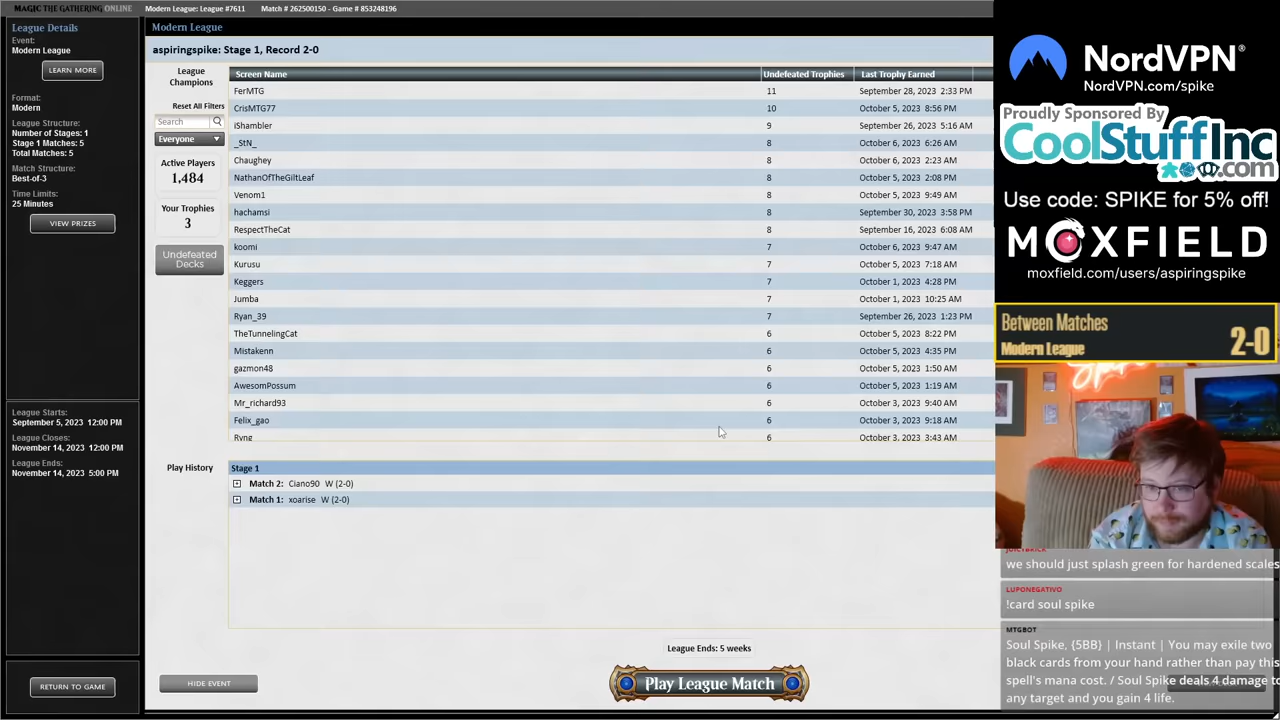 MAGIC THE GATHERING ONLINE Modern League: League #7611 Match # 262500150 - Game # 853248196
League Details
Event:
Modern League
LEARN MORE
Format:
Modern
League Structure:
Number of Stages: 1
Stage 1 Matches: 5
Total Matches: 5
Match Structure:
Best-of-3
Time Limits:
25 Minutes
VIEW PRIZES
League Starts:
September 5, 2023 12:00 PM
League Closes:
November 14, 2023 12:00 PM
League Ends:
November 14, 2023 5:00 PM
RETURN TO GAME
Modern League
aspiringspike: Stage 1, Record 2-0
League
Champions
Reset All Filters
Search
Everyone
Active Players
1,484
Your Trophies
3
Undefeated
Decks
Screen Name Undefeated Trophies Last Trophy Earned
FerMTG 11 September 28, 2023 2:33 PM
CrisMTG77 10 October 5, 2023 8:56 PM
iShambler 9 September 26, 2023 5:16 AM
_StN_ 8 October 6, 2023 6:26 AM
Chaughey 8 October 6, 2023 2:23 AM
NathanOfTheGiltLeaf 8 October 5, 2023 2:08 PM
Venom1 8 October 5, 2023 9:49 AM
hachamsi 8 September 30, 2023 3:58 PM
RespectTheCat 8 September 16, 2023 6:08 AM
koomi 7 October 6, 2023 9:47 AM
Kurusu 7 October 5, 2023 7:18 AM
Keggers 7 October 1, 2023 4:28 PM
Jumba 7 October 1, 2023 10:25 AM
Ryan_39 7 September 26, 2023 1:23 PM
TheTunnelingCat 6 October 5, 2023 8:22 PM
Mistakenn 6 October 5, 2023 4:35 PM
gazmon48 6 October 5, 2023 1:50 AM
AwesomPossum 6 October 5, 2023 1:19 AM
Mr_richard93 6 October 3, 2023 9:40 AM
Felix_gao 6 October 3, 2023 9:18 AM
Ryng 6 October 3, 2023 3:43 AM
Play History
Stage 1
Match 2: Ciano90 W (2-0)
Match 1: xoarise W (2-0)
League Ends: 5 weeks
HIDE EVENT
Play League Match
NordVPN®
NordVPN.com/spike
Proudly Sponsored By
CoolStuffInc
.com
Use code: SPIKE for 5% off!
MOXFIELD
moxfield.com/users/aspiringspike
Between Matches
Modern League
2-0
we should just splash green for hardened scales
LUPONEGATIVO
!card soul spike
MTGBOT
Soul Spike, {5BB} | Instant | You may exile two
black cards from your hand rather than pay this
spell's mana cost. / Soul Spike deals 4 damage to
any target and you gain 4 life.